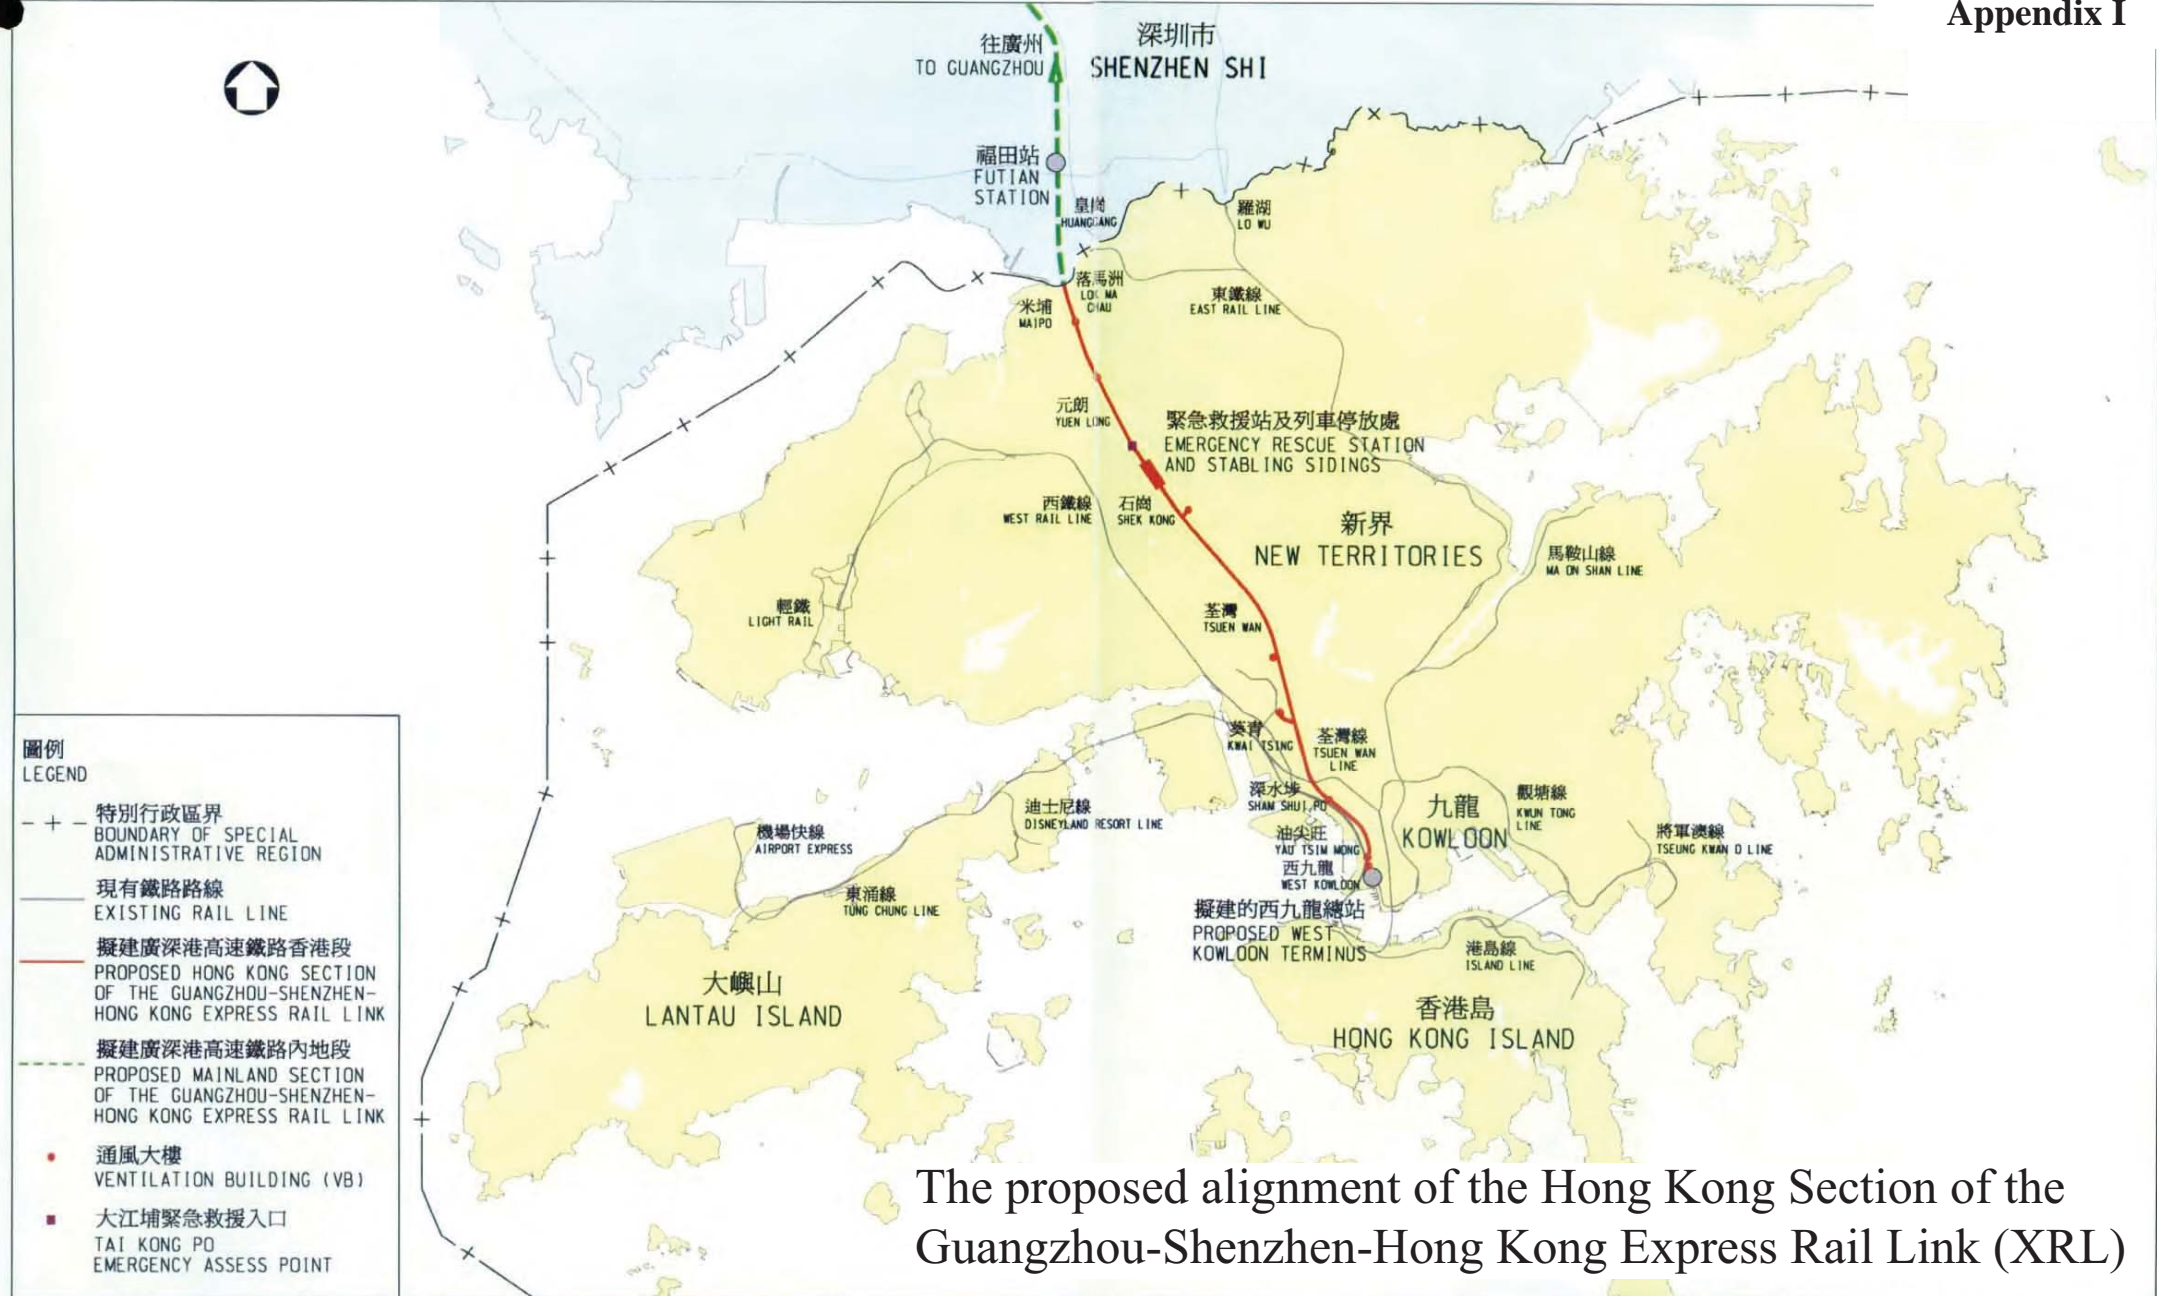 Appendix I
往廣州
TO GUANGZHOU
深圳市
SHENZHEN SHI
福田站
FUTIAN
STATION
皇崗
HUANGGANG
羅湖
LO WU
落馬洲
LOK MA
CHAU
米埔
MAIPO
東鐵線
EAST RAIL LINE
元朗
YUEN LONG
緊急救援站及列車停放處
EMERGENCY RESCUE STATION
AND STABLING SIDINGS
西鐵線
WEST RAIL LINE
石崗
SHEK KONG
新界
NEW TERRITORIES
馬鞍山線
MA ON SHAN LINE
輕鐵
LIGHT RAIL
荃灣
TSUEN WAN
葵青
KWAI TSING
荃灣線
TSUEN WAN
LINE
深水埗
SHAM SHUI PO
迪士尼線
DISNEYLAND RESORT LINE
九龍
KOWLOON
觀塘線
KWUN TONG
LINE
機場快線
AIRPORT EXPRESS
油尖旺
YAU TSIM MONG
將軍澳線
TSEUNG KWAN O LINE
西九龍
WEST KOWLOON
東涌線
TUNG CHUNG LINE
擬建的西九龍總站
PROPOSED WEST
KOWLOON TERMINUS
港島線
ISLAND LINE
大嶼山
LANTAU ISLAND
香港島
HONG KONG ISLAND
圖例
LEGEND
特別行政區界
BOUNDARY OF SPECIAL
ADMINISTRATIVE REGION
現有鐵路路線
EXISTING RAIL LINE
擬建廣深港高速鐵路香港段
PROPOSED HONG KONG SECTION
OF THE GUANGZHOU-SHENZHEN-
HONG KONG EXPRESS RAIL LINK
擬建廣深港高速鐵路內地段
PROPOSED MAINLAND SECTION
OF THE GUANGZHOU-SHENZHEN-
HONG KONG EXPRESS RAIL LINK
通風大樓
VENTILATION BUILDING (VB)
大江埔緊急救援入口
TAI KONG PO
EMERGENCY ASSESS POINT
The proposed alignment of the Hong Kong Section of the
Guangzhou-Shenzhen-Hong Kong Express Rail Link (XRL)